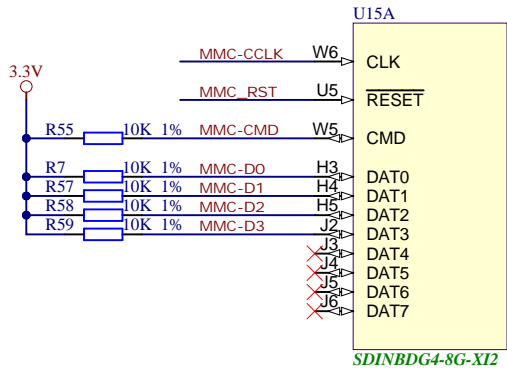 U15A
MMC-CCLK W6 CLK
3.3V
MMC_RST U5 RESET
R55 10K 1% MMC-CMD W5 CMD
R7 10K 1% MMC-D0 H3 DAT0
R57 10K 1% MMC-D1 H4 DAT1
R58 10K 1% MMC-D2 H5 DAT2
R59 10K 1% MMC-D3 J2 DAT3
J3 DAT4
J4 DAT5
J5 DAT6
J6 DAT7
SDINBDG4-8G-XI2